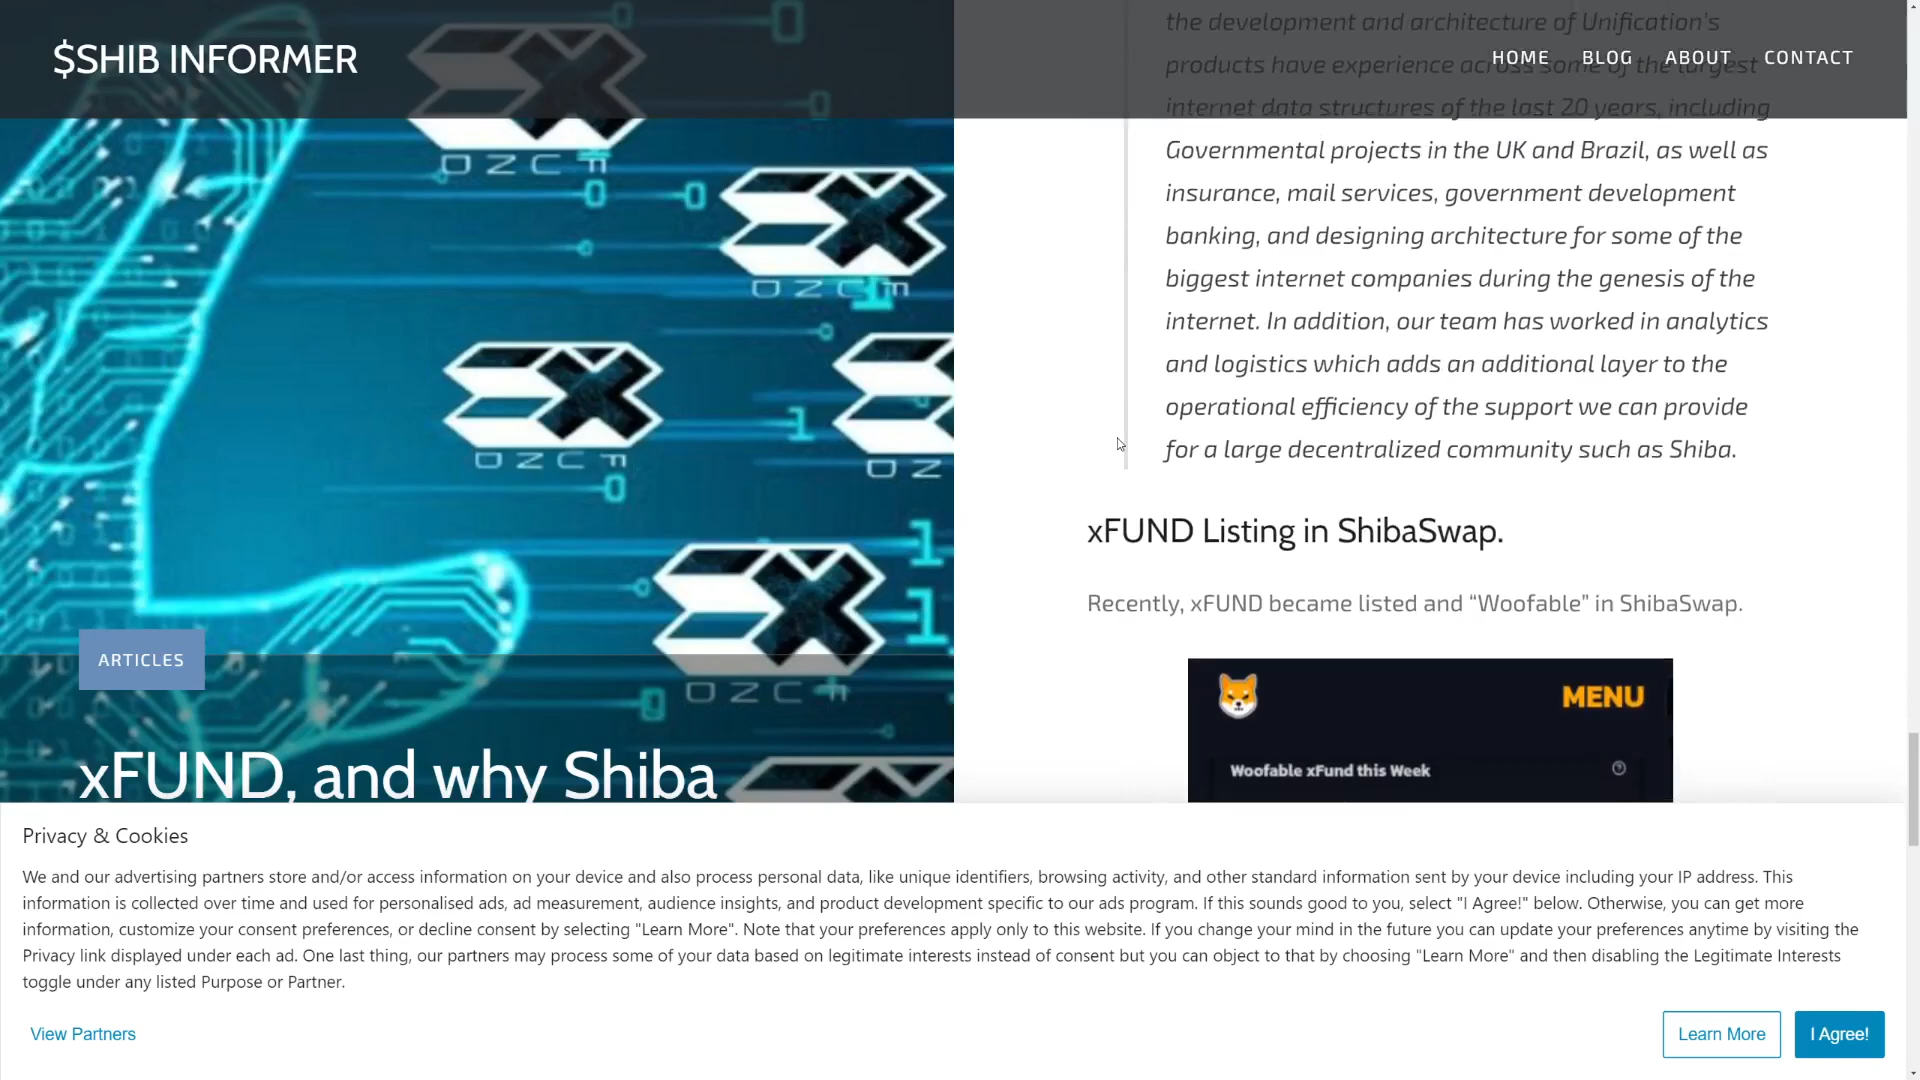 $SHIB INFORMER
HOME BLOG ABOUT CONTACT
the development and architecture of Unification's
products have experience across some of the largest
internet data structures of the last 20 years, including
Governmental projects in the UK and Brazil, as well as
insurance, mail services, government development
banking, and designing architecture for some of the
biggest internet companies during the genesis of the
internet. In addition, our team has worked in analytics
and logistics which adds an additional layer to the
operational efficiency of the support we can provide
for a large decentralized community such as Shiba.
xFUND Listing in ShibaSwap.
Recently, xFUND became listed and “Woofable” in ShibaSwap.
MENU
Woofable xFund this Week
ARTICLES
xFUND, and why Shiba
Privacy & Cookies
We and our advertising partners store and/or access information on your device and also process personal data, like unique identifiers, browsing activity, and other standard information sent by your device including your IP address. This
information is collected over time and used for personalised ads, ad measurement, audience insights, and product development specific to our ads program. If this sounds good to you, select "I Agree!" below. Otherwise, you can get more
information, customize your consent preferences, or decline consent by selecting "Learn More". Note that your preferences apply only to this website. If you change your mind in the future you can update your preferences anytime by visiting the
Privacy link displayed under each ad. One last thing, our partners may process some of your data based on legitimate interests instead of consent but you can object to that by choosing "Learn More" and then disabling the Legitimate Interests
toggle under any listed Purpose or Partner.
View Partners
Learn More
I Agree!